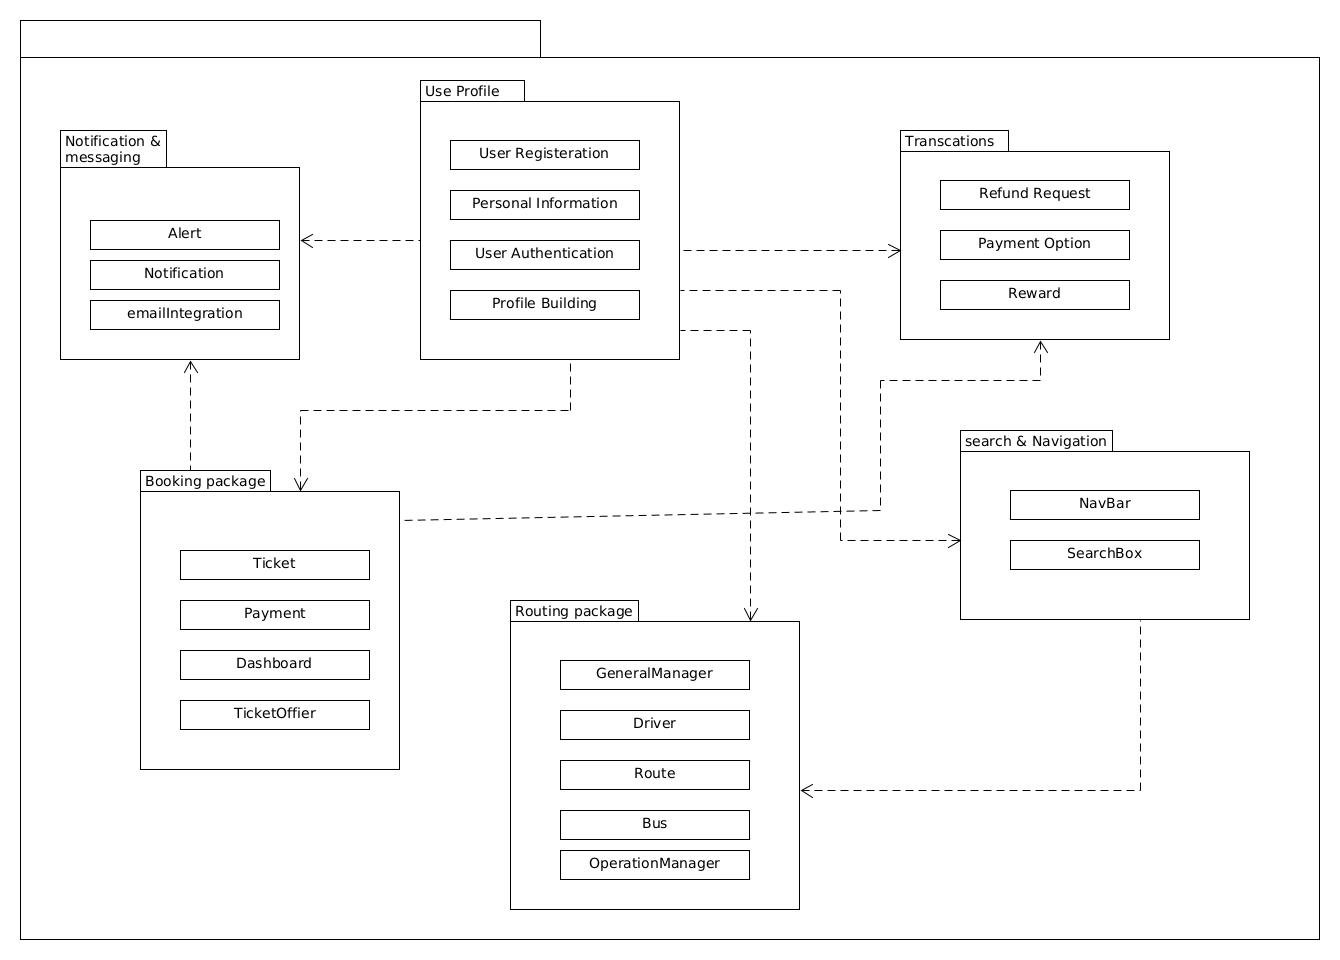 Use Profile
User Registeration
Personal Information
User Authentication
Profile Building
Notification &
messaging
Alert
Notification
emailIntegration
Transcations
Refund Request
Payment Option
Reward
search & Navigation
NavBar
SearchBox
Booking package
Ticket
Payment
Dashboard
TicketOffier
Routing package
GeneralManager
Driver
Route
Bus
OperationManager